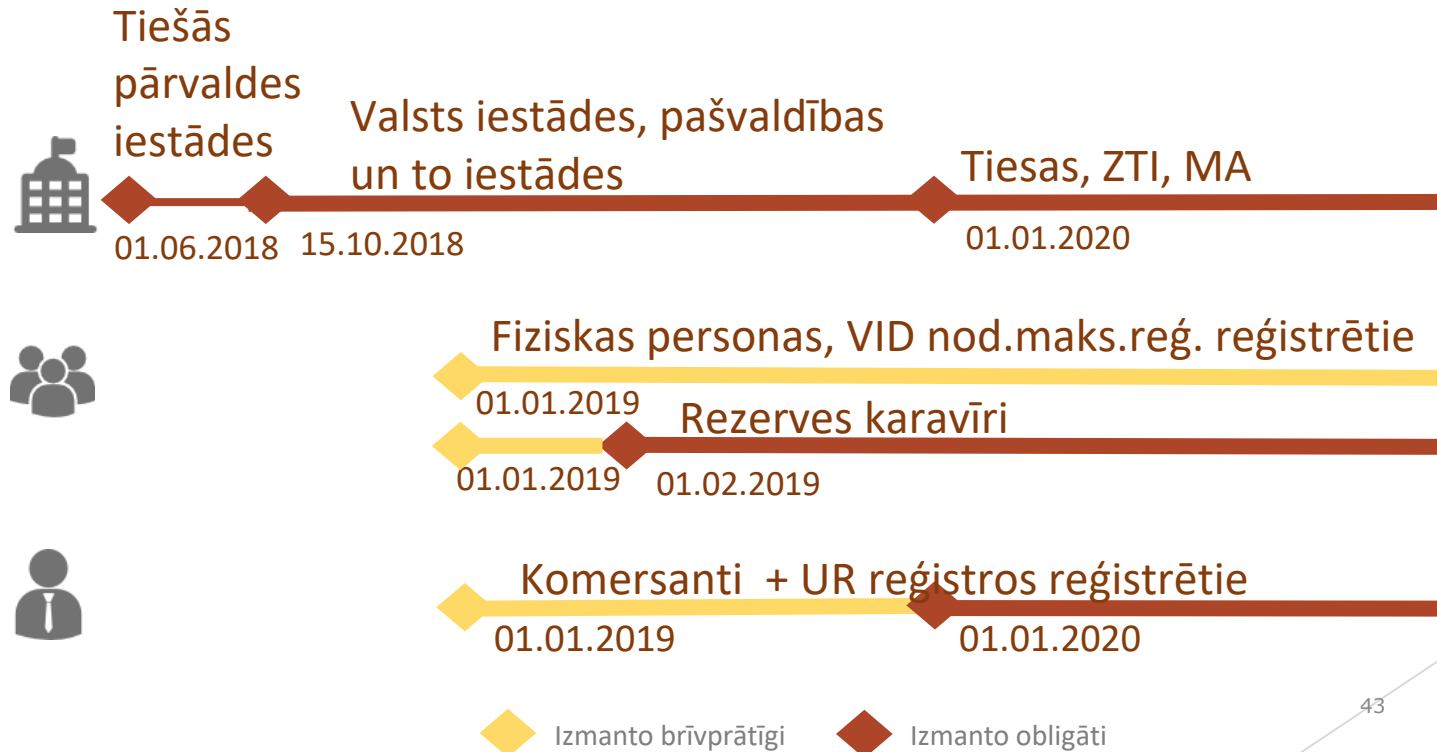 Tiešās
pārvaldes
iestādes
Valsts iestādes, pašvaldības
un to iestādes
Tiesas, ZTI, MA
01.06.2018
15.10.2018
01.01.2020
Fiziskas personas, VID nod.maks.reģ. reģistrētie
01.01.2019
Rezerves karavīri
01.01.2019
01.02.2019
Komersanti + UR reģistros reģistrētie
01.01.2019
01.01.2020
43
Izmanto brīvprātīgi
Izmanto obligāti